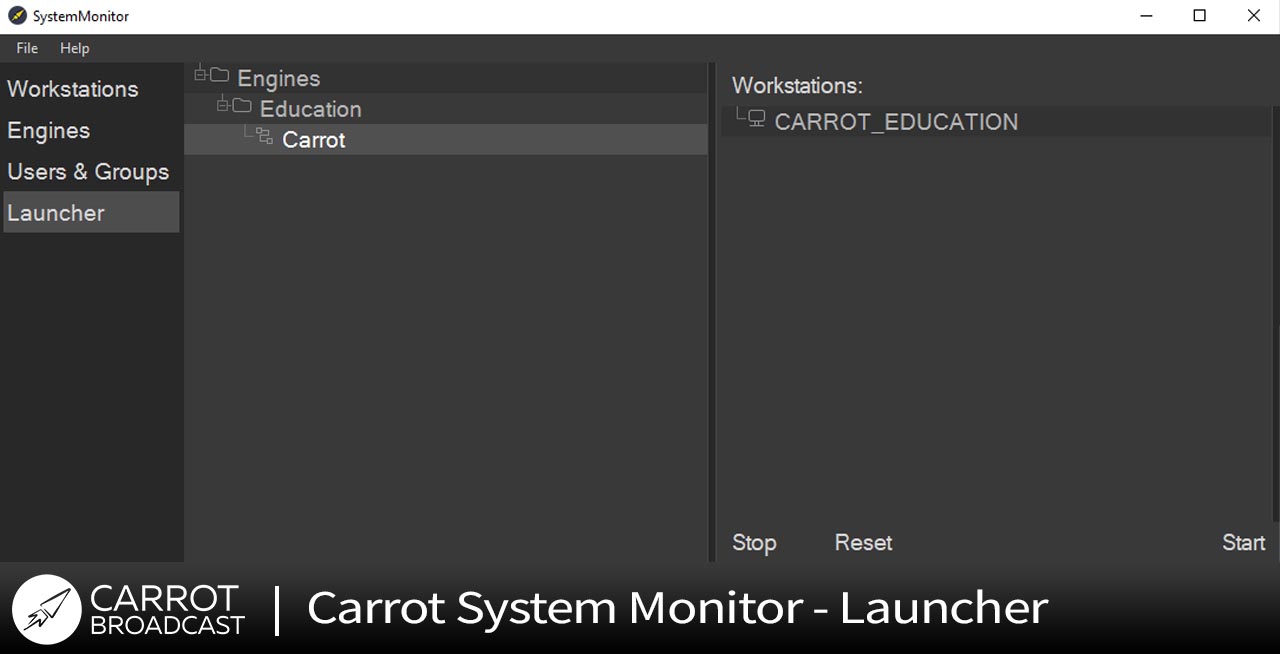 SystemMonitor
File Help
Workstations
Engines
Users & Groups
Launcher
Engines
Education
Carrot
Workstations:
CARROT_EDUCATION
Stop Reset Start
CARROT
BROADCAST
Carrot System Monitor - Launcher